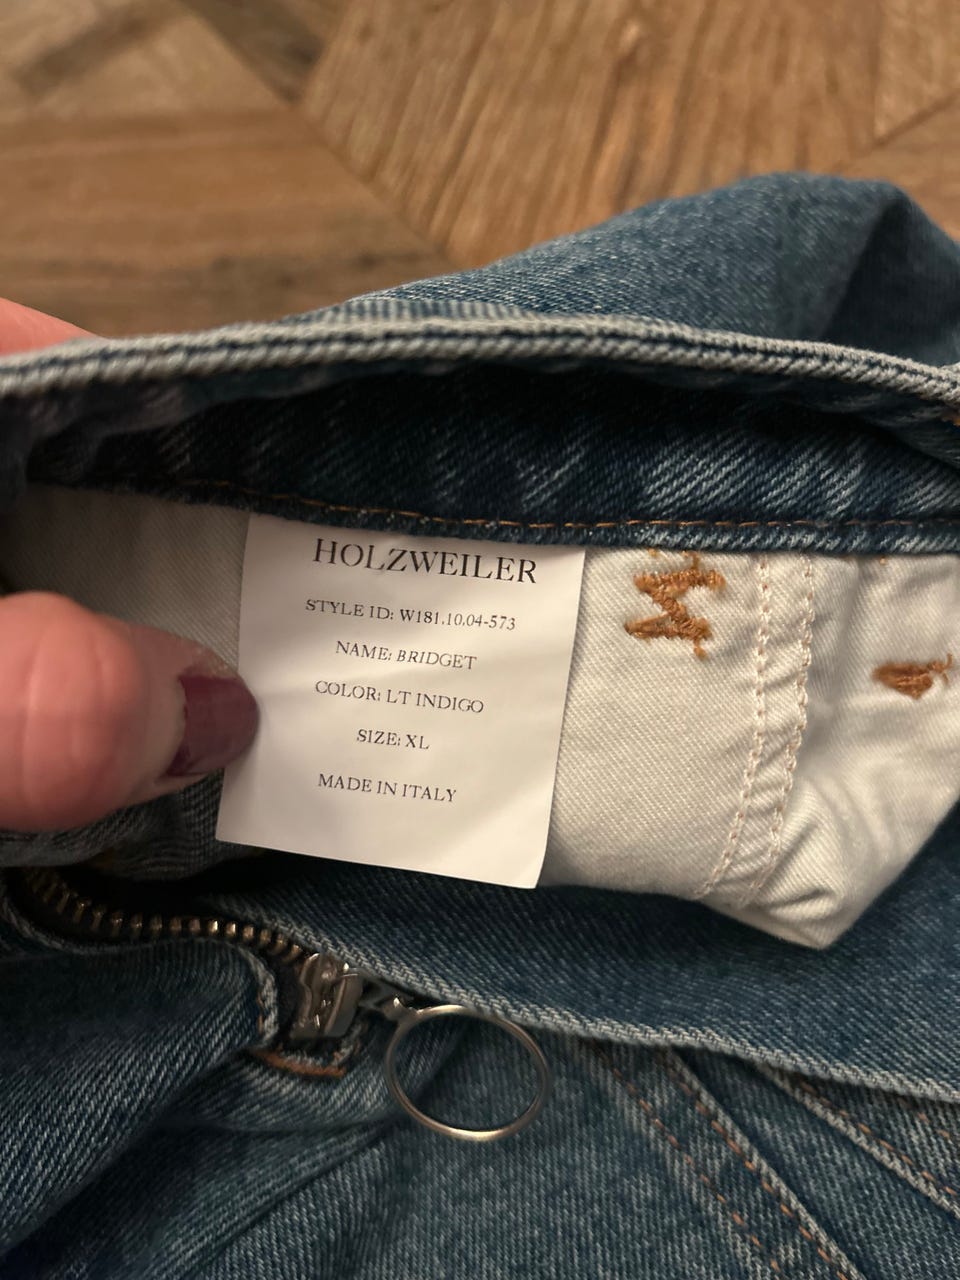 HOLZWEILER
STYLE ID: W181.10.04-573
NAME: BRIDGET
COLOR: LT INDIGO
SIZE: XL
MADE IN ITALY